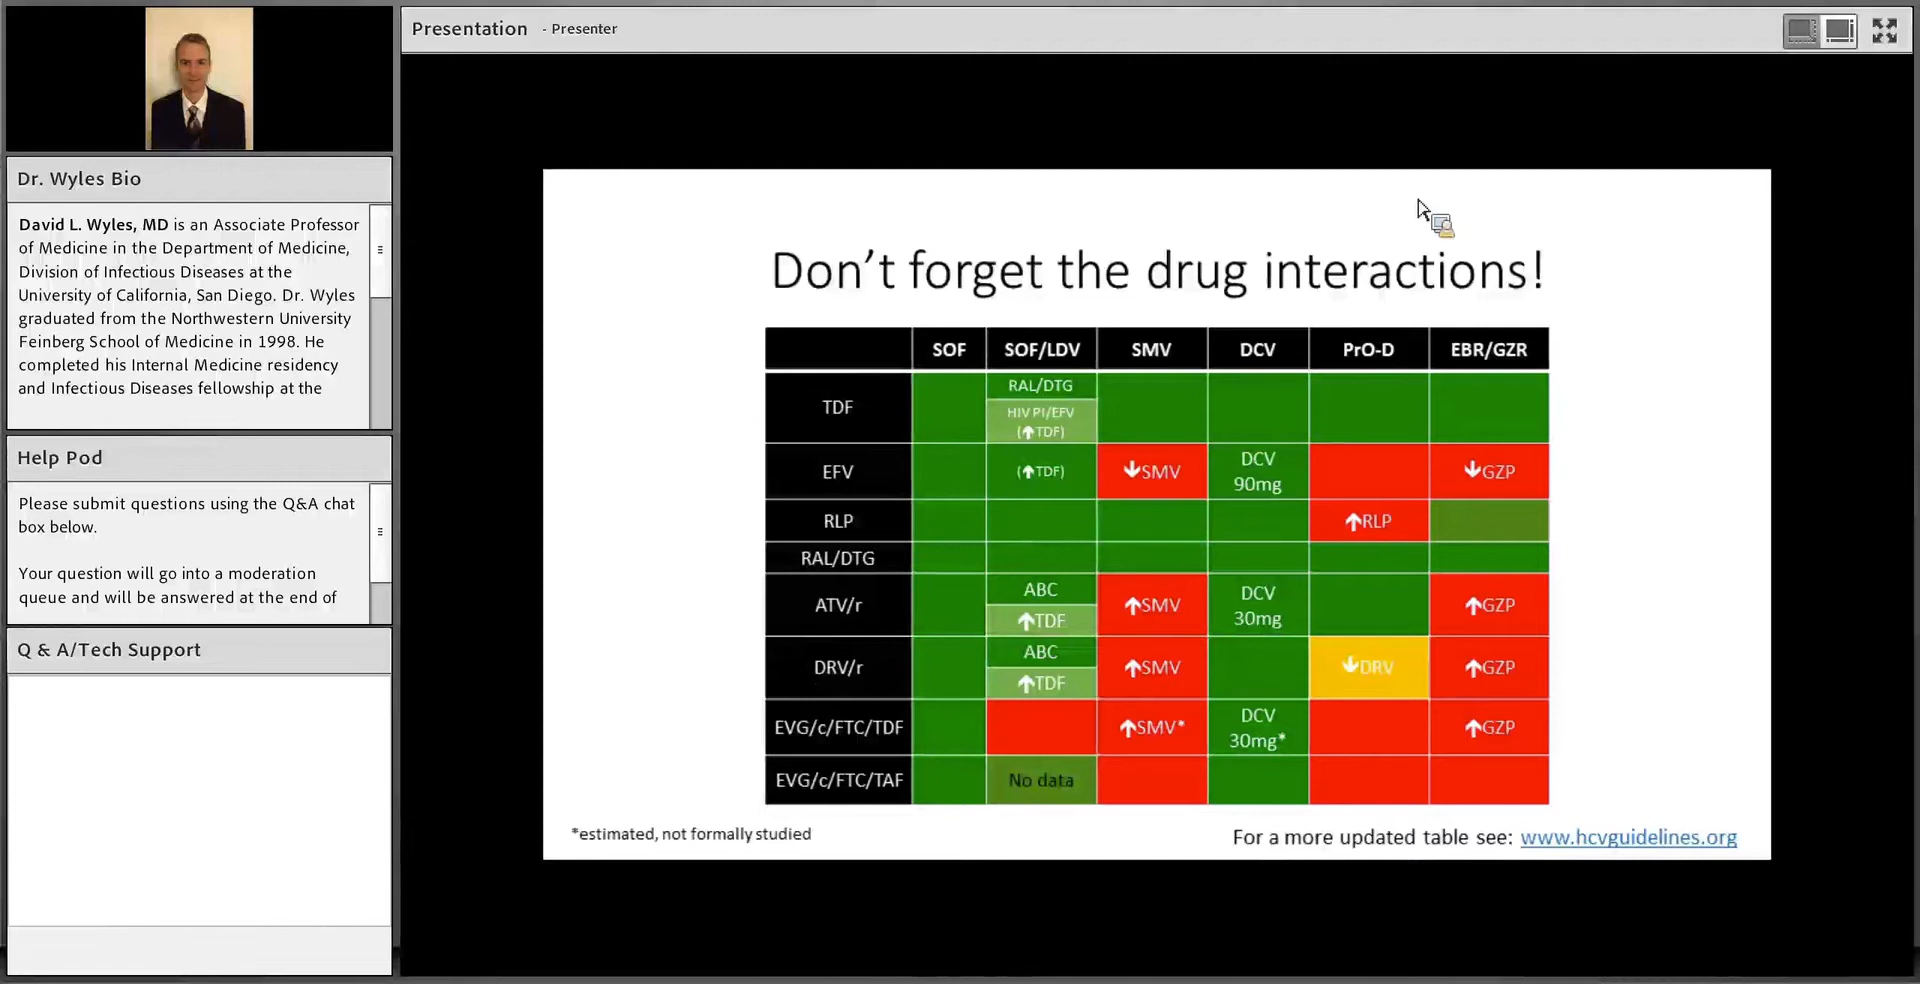 Dr. Wyles Bio
David L. Wyles, MD is an Associate Professor
of Medicine in the Department of Medicine,
Division of Infectious Diseases at the
University of California, San Diego. Dr. Wyles
graduated from the Northwestern University
Feinberg School of Medicine in 1998. He
completed his Internal Medicine residency
and Infectious Diseases fellowship at the
Help Pod
Please submit questions using the Q&A chat
box below.
Your question will go into a moderation
queue and will be answered at the end of
Q & A/Tech Support
Presentation - Presenter
Don't forget the drug interactions!
SOF SOF/LDV SMV DCV PrO-D EBR/GZR
TDF
RAL/DTG
HIV PI/EFV
(↑TDF)
EFV (↑TDF) ↓SMV DCV 90mg ↓GZP
RLP ↑RLP
RAL/DTG
ATV/r ABC ↑TDF ↑SMV DCV 30mg ↑GZP
DRV/r ABC ↑TDF ↑SMV ↓DRV ↑GZP
EVG/c/FTC/TDF ↑SMV* DCV 30mg* ↑GZP
EVG/c/FTC/TAF No data
*estimated, not formally studied
For a more updated table see: www.hcvguidelines.org